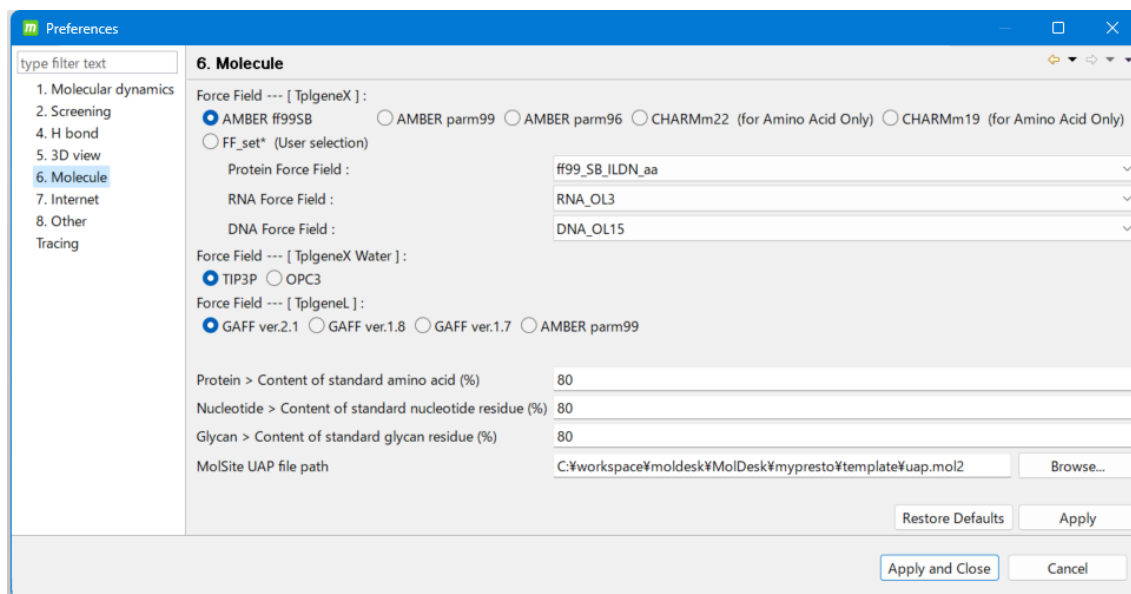 m Preferences
type filter text
1. Molecular dynamics
2. Screening
4. H bond
5. 3D view
6. Molecule
7. Internet
8. Other
Tracing
6. Molecule
Force Field --- [ TplgeneX ] :
AMBER ff99SB AMBER parm99 AMBER parm96 CHARMm22 (for Amino Acid Only) CHARMm19 (for Amino Acid Only)
FF_set* (User selection)
Protein Force Field : ff99_SB_ILDN_aa
RNA Force Field : RNA_OL3
DNA Force Field : DNA_OL15
Force Field --- [ TplgeneX Water ] :
TIP3P OPC3
Force Field --- [ TplgeneL ] :
GAFF ver.2.1 GAFF ver.1.8 GAFF ver.1.7 AMBER parm99
Protein > Content of standard amino acid (%) 80
Nucleotide > Content of standard nucleotide residue (%) 80
Glycan > Content of standard glycan residue (%) 80
MolSite UAP file path C:¥workspace¥moldesk¥MolDesk¥mypresto¥template¥uap.mol2 Browse...
Restore Defaults Apply
Apply and Close Cancel